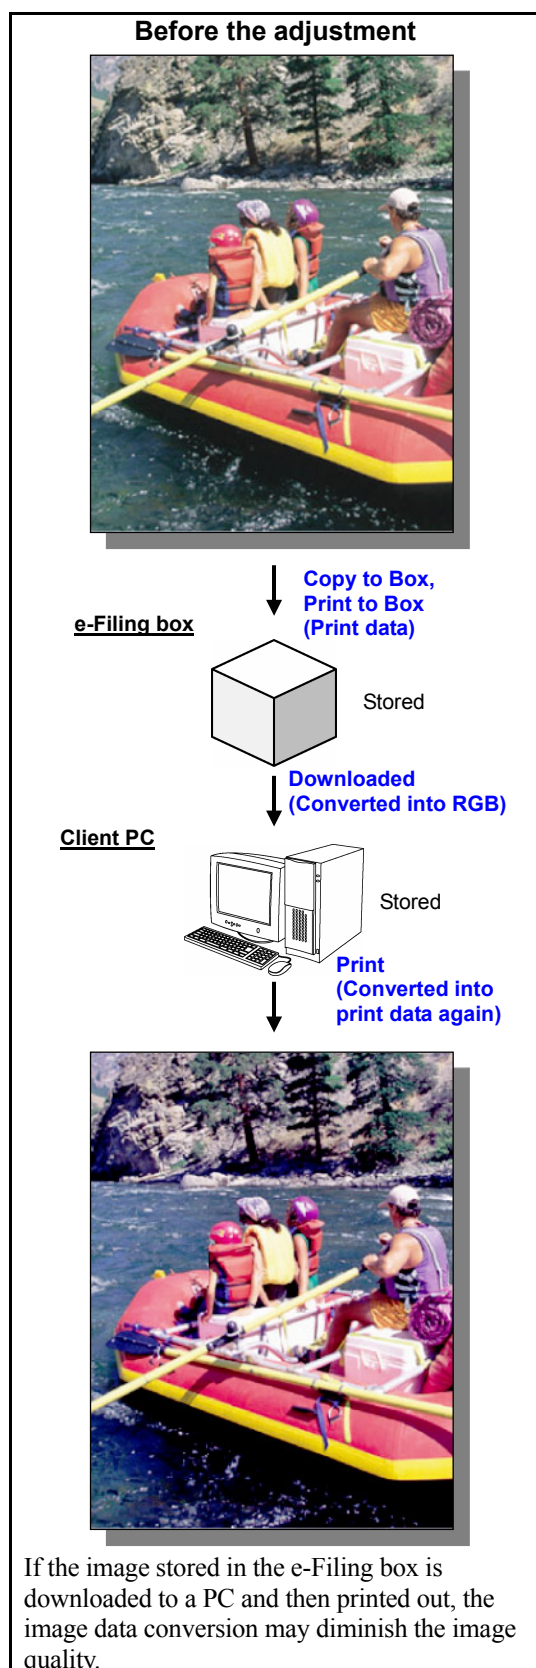 Before the adjustment
Copy to Box,
Print to Box
(Print data)
e-Filing box
Stored
Downloaded
(Converted into RGB)
Client PC
Stored
Print
(Converted into
print data again)
If the image stored in the e-Filing box is
downloaded to a PC and then printed out, the
image data conversion may diminish the image
quality.